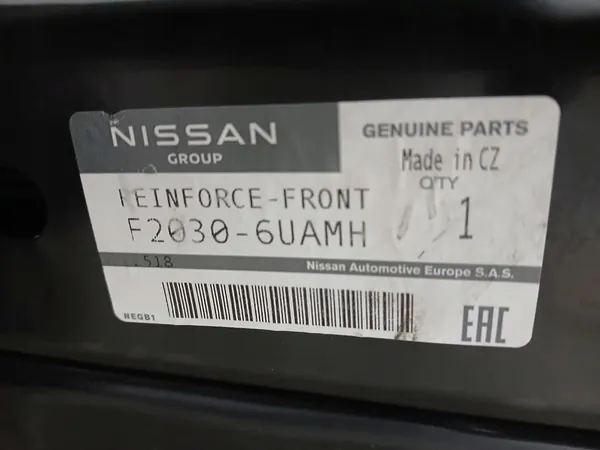 NISSAN
GROUP
GENUINE PARTS
Made in CZ
REINFORCE-FRONT
QTY
F2030-6UAMH
1
.518
Nissan Automotive Europe S.A.S.
NEGB1
EAC